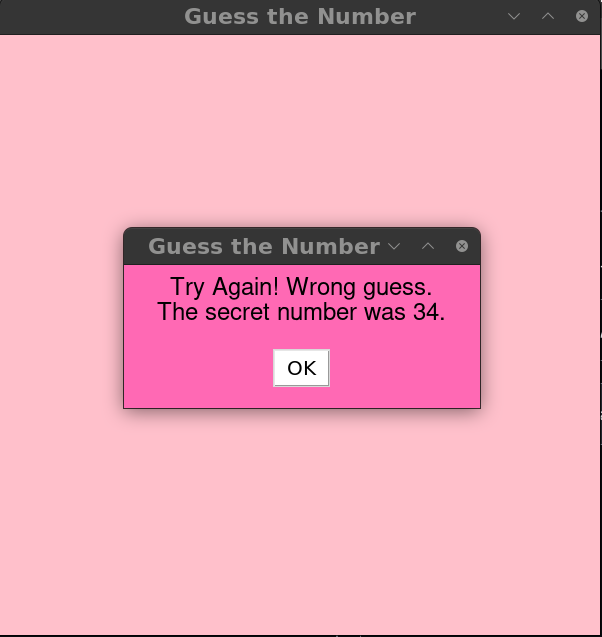 Guess the Number
Guess the Number
Try Again! Wrong guess.
The secret number was 34.
OK